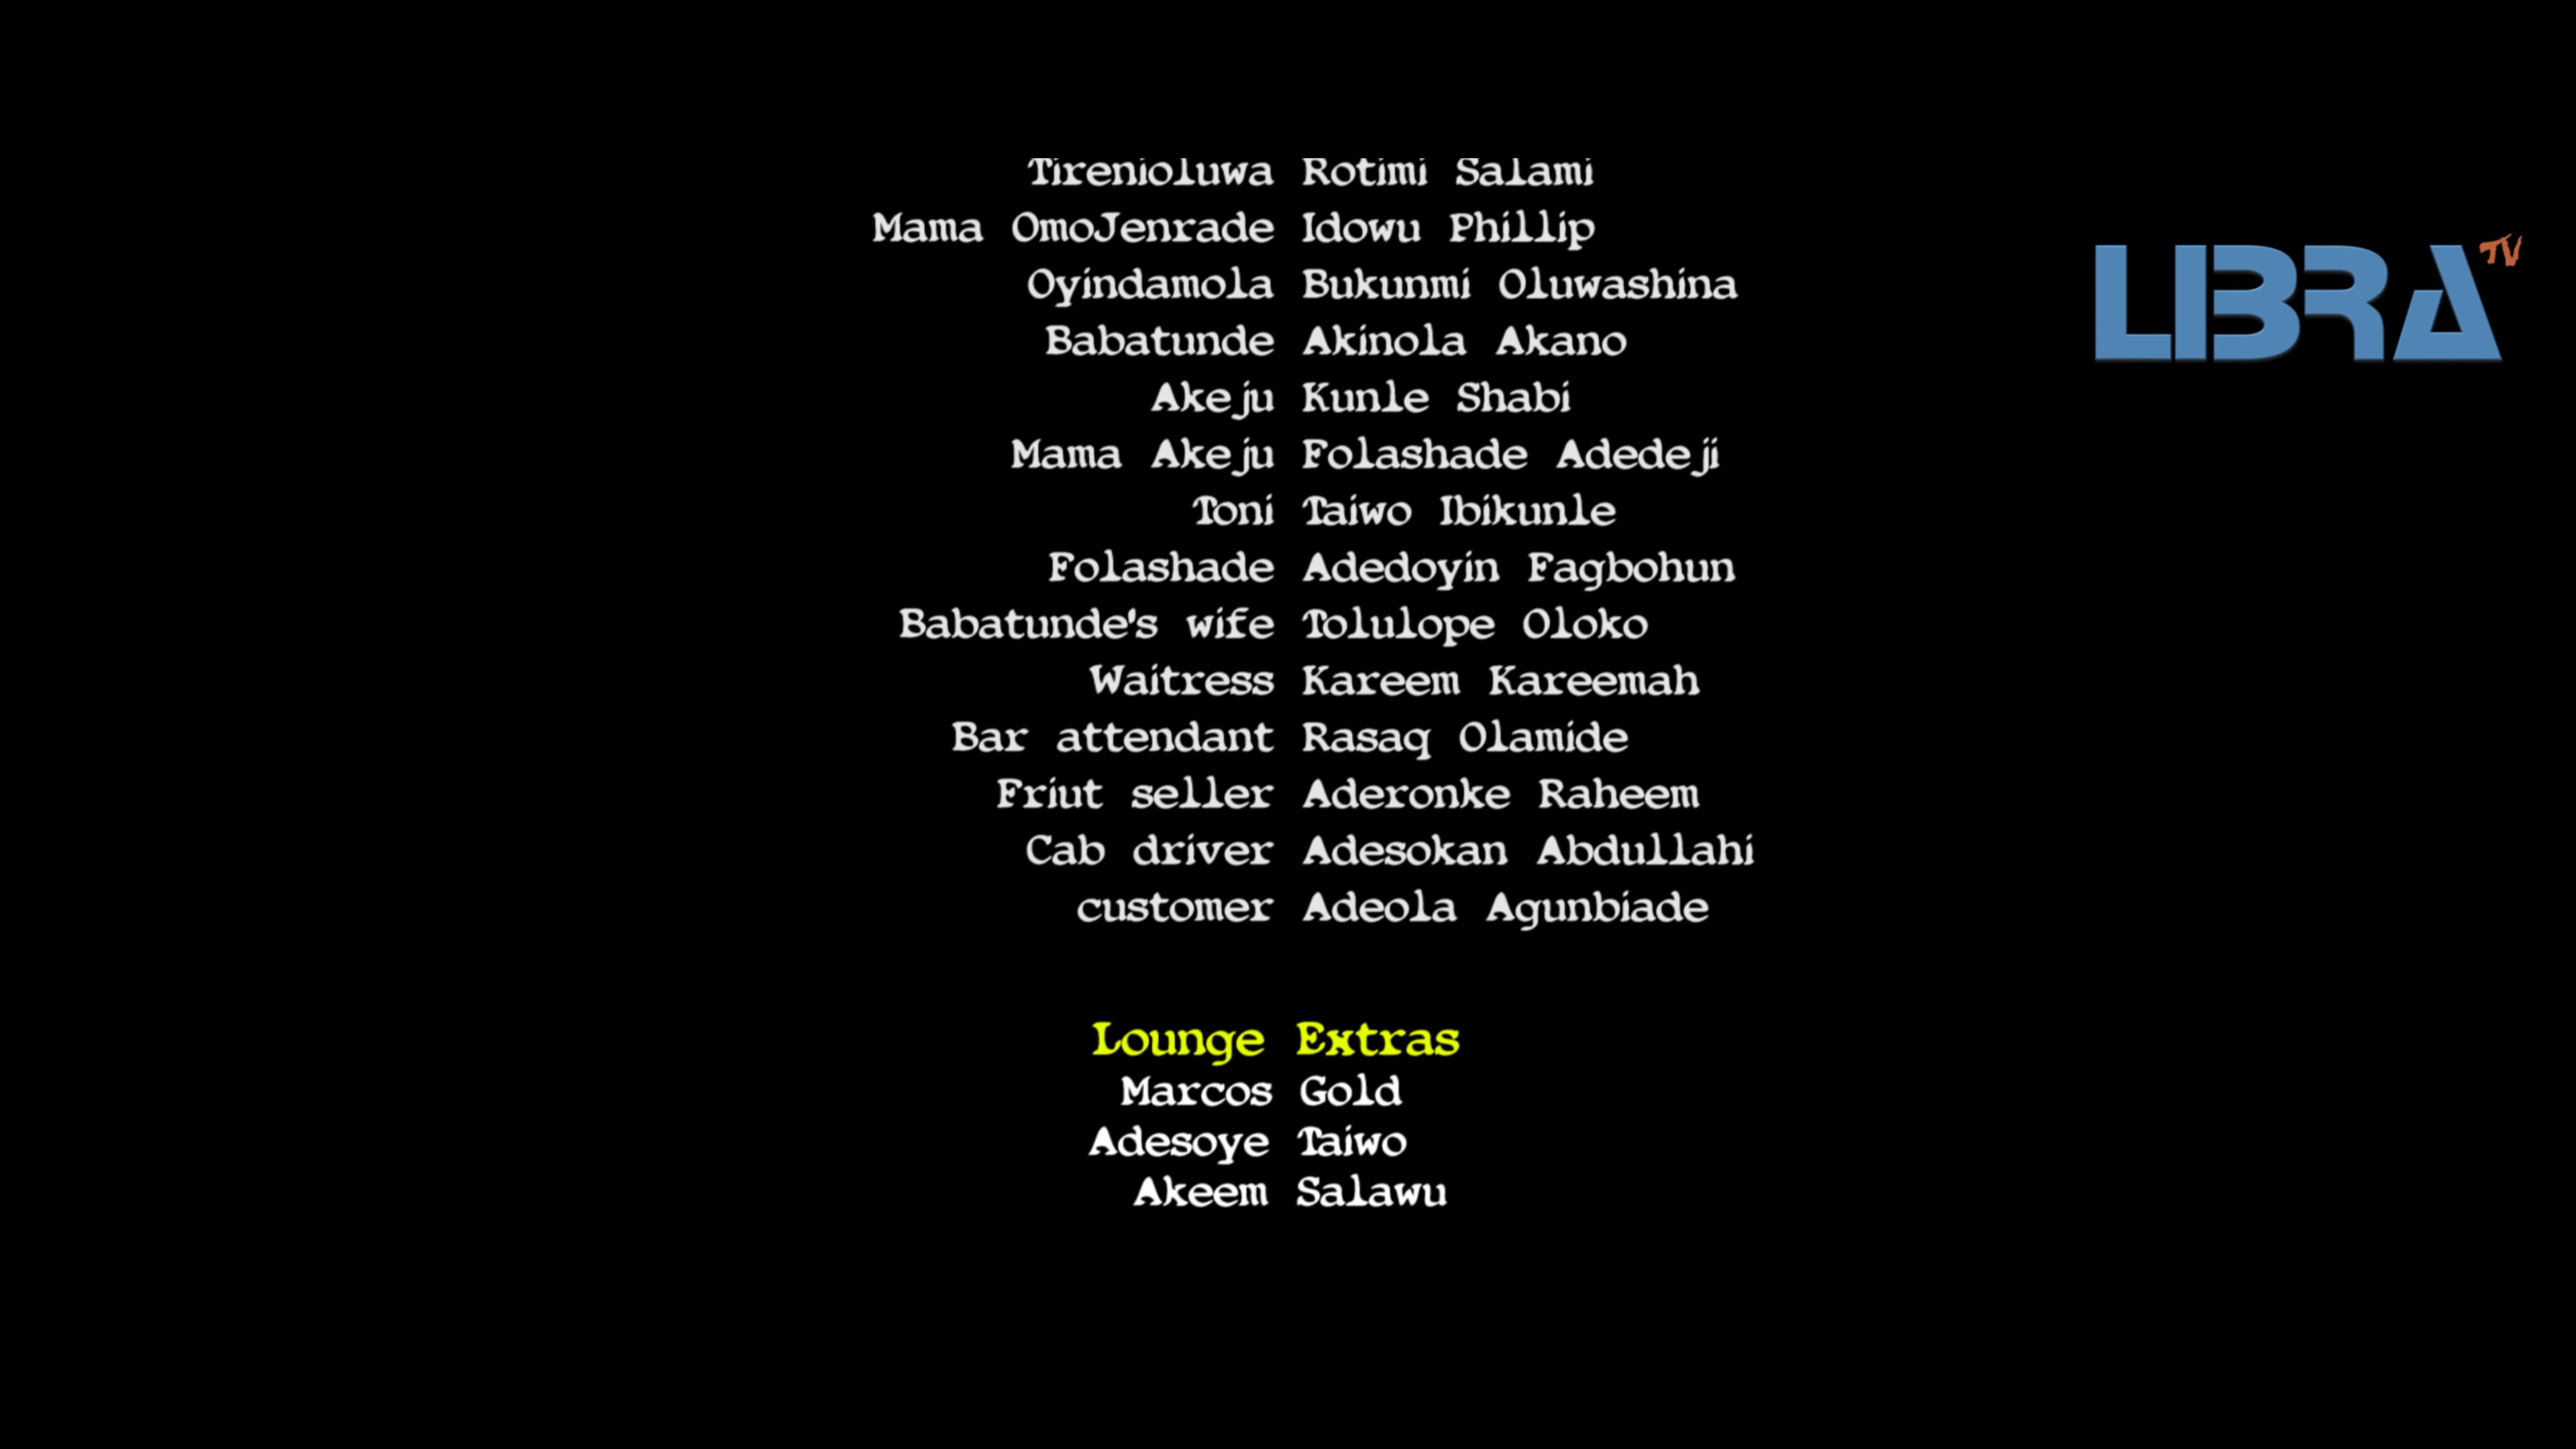 Tirenioluwa Rotimi Salami
Mama OmoJenrade Idowu Phillip
Oyindamola Bukunmi Oluwashina
Babatunde Akinola Akano
Akeju Kunle Shabi
Mama Akeju Folashade Adedeji
Toni Taiwo Ibikunle
Folashade Adedoyin Fagbohun
Babatunde's wife Tolulope Oloko
Waitress Kareem Kareemah
Bar attendant Rasaq Olamide
Friut seller Aderonke Raheem
Cab driver Adesokan Abdullahi
customer Adeola Agunbiade
Lounge Extras
Marcos Gold
Adesoye Taiwo
Akeem Salawu
LIBRA TV